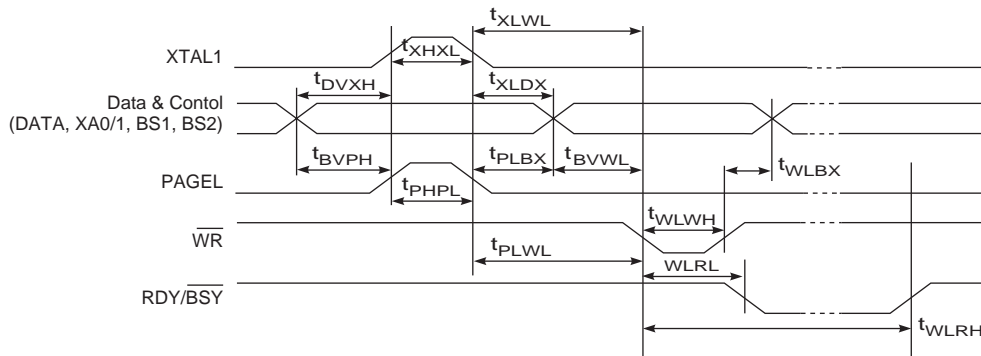 tXLWL
XTAL1
tXHXL
tDVXH
tXLDX
Data & Contol
(DATA, XA0/1, BS1, BS2)
tBVPH
tPLBX
tBVWL
tWLBX
PAGEL
tPHPL
tWLWH
WR
tPLWL
WLRL
RDY/BSY
tWLRH